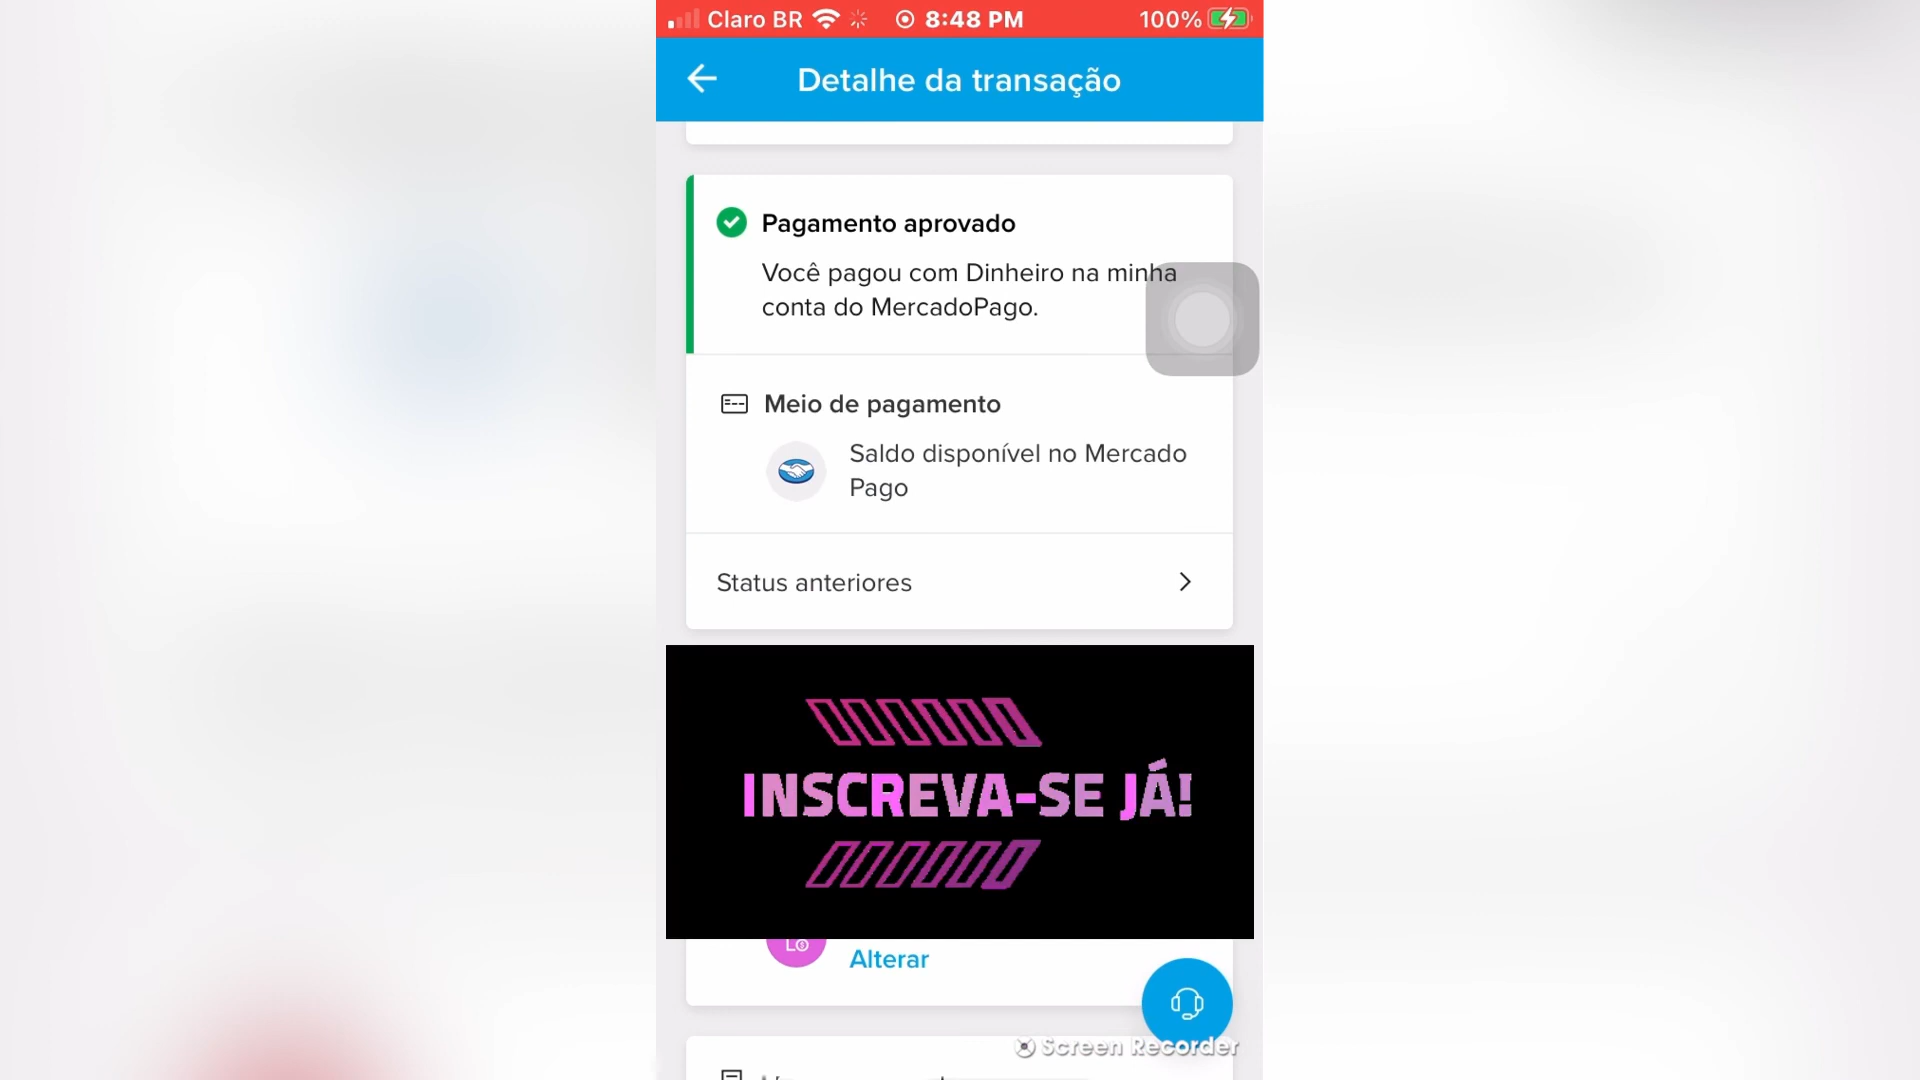 Claro BR 8:48 PM 100%
Detalhe da transação
Pagamento aprovado
Você pagou com Dinheiro na minha
conta do MercadoPago.
Meio de pagamento
Saldo disponível no Mercado
Pago
Status anteriores
INSCREVA-SE JÁ!
Alterar
Screen Recorder